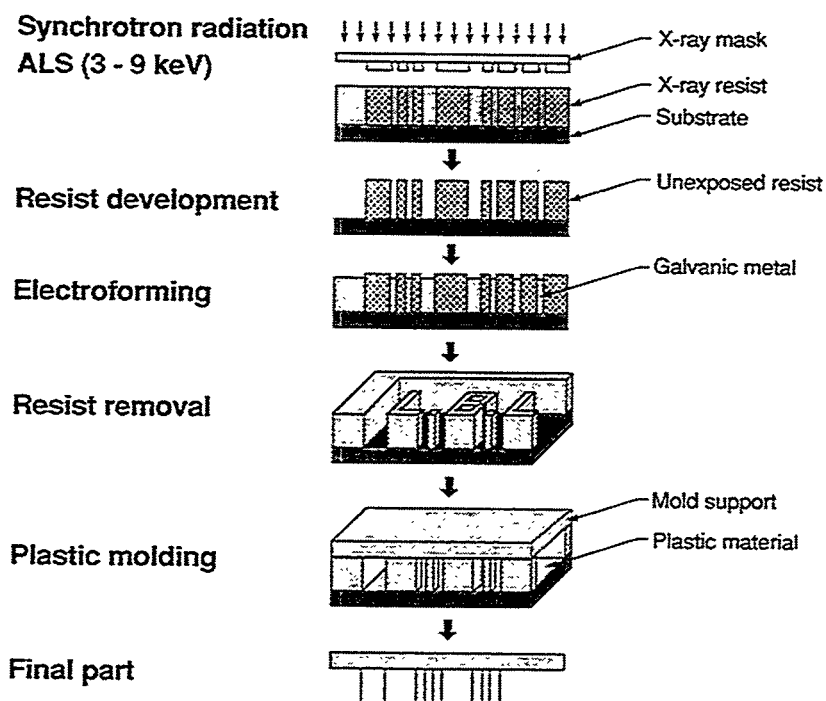 Synchrotron radiation
ALS (3 - 9 keV)
X-ray mask
X-ray resist
Substrate
Resist development
Unexposed resist
Electroforming
Galvanic metal
Resist removal
Mold support
Plastic molding
Plastic material
Final part